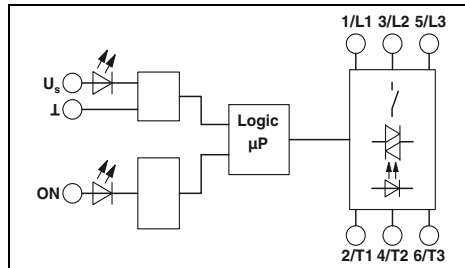 1/L1 3/L2 5/L3
Us
⊥
Logic
µP
ON
2/T1 4/T2 6/T3